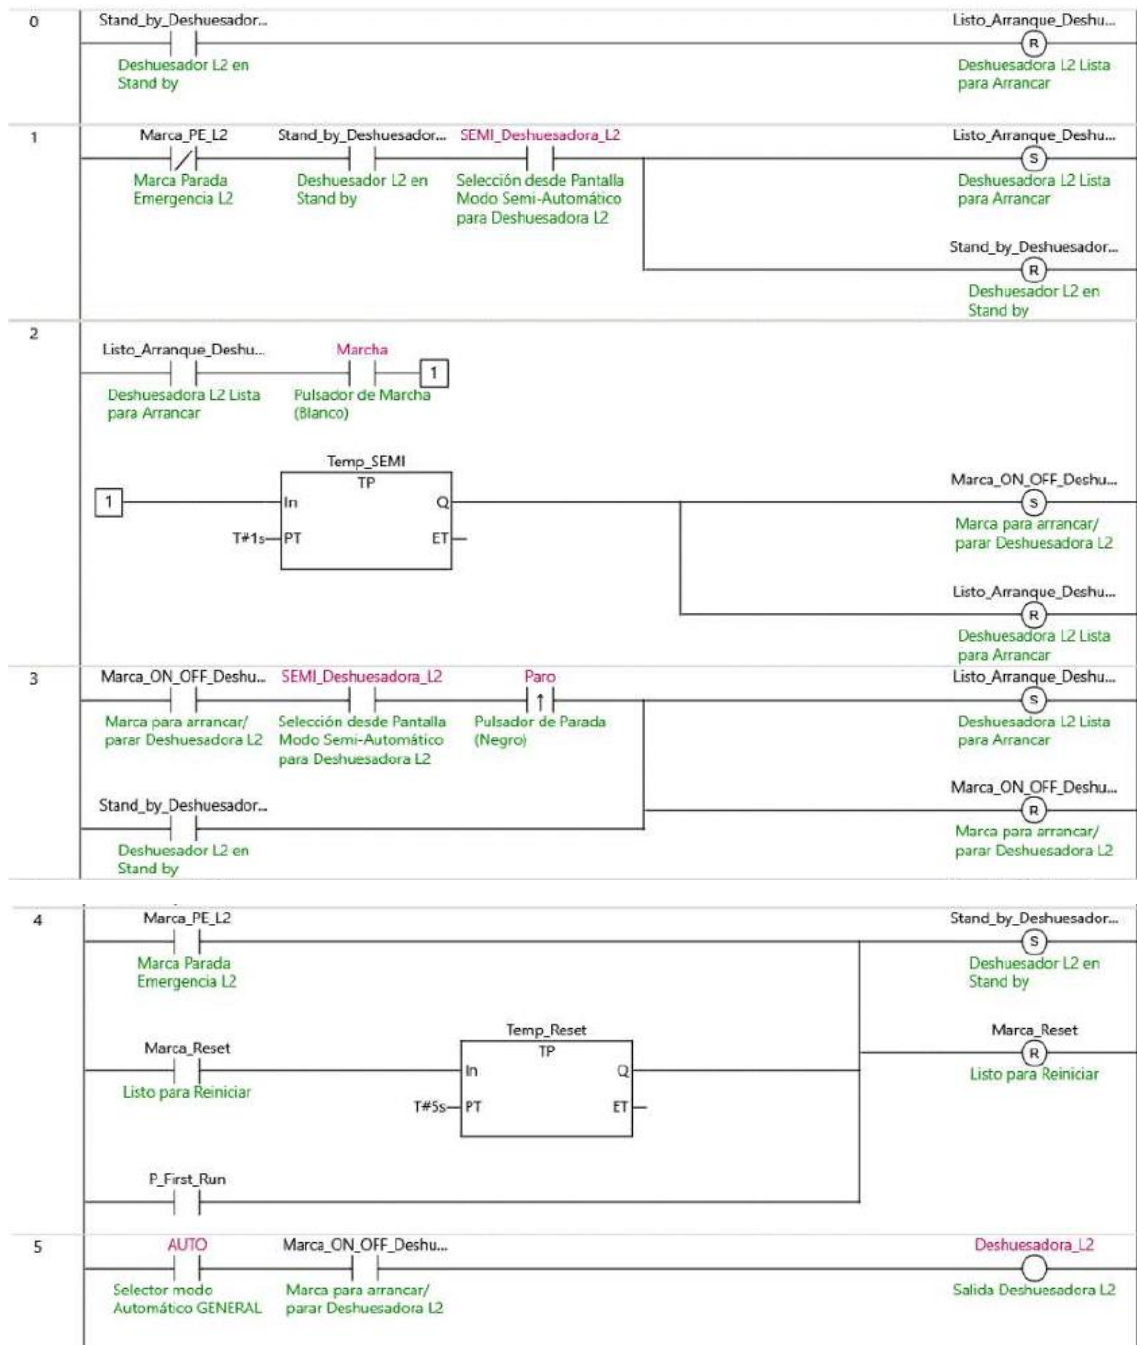 0
Stand_by_Deshuesador...
Listo_Arranque_Deshu...
R
Deshuesador L2 en
Stand by
Deshuesadora L2 Lista
para Arrancar
1
Marca_PE_L2
Stand_by_Deshuesador...
SEMI_Deshuesadora_L2
Listo_Arranque_Deshu...
S
Marca Parada
Emergencia L2
Deshuesador L2 en
Stand by
Selección desde Pantalla
Modo Semi-Automático
para Deshuesadora L2
Deshuesadora L2 Lista
para Arrancar
Stand_by_Deshuesador...
R
Deshuesador L2 en
Stand by
2
Listo_Arranque_Deshu...
Marcha
1
Deshuesadora L2 Lista
para Arrancar
Pulsador de Marcha
(Blanco)
Temp_SEMI
TP
1
In
Q
T#1s
PT
ET
Marca_ON_OFF_Deshu...
S
Marca para arrancar/
parar Deshuesadora L2
Listo_Arranque_Deshu...
R
Deshuesadora L2 Lista
para Arrancar
3
Marca_ON_OFF_Deshu...
SEMI_Deshuesadora_L2
Paro
Listo_Arranque_Deshu...
S
Marca para arrancar/
parar Deshuesadora L2
Selección desde Pantalla
Modo Semi-Automático
para Deshuesadora L2
Pulsador de Parada
(Negro)
Deshuesadora L2 Lista
para Arrancar
Stand_by_Deshuesador...
Marca_ON_OFF_Deshu...
R
Deshuesador L2 en
Stand by
Marca para arrancar/
parar Deshuesadora L2
4
Marca_PE_L2
Stand_by_Deshuesador...
S
Marca Parada
Emergencia L2
Deshuesador L2 en
Stand by
Marca_Reset
Listo para Reiniciar
Temp_Reset
TP
In
Q
T#5s
PT
ET
Marca_Reset
R
Listo para Reiniciar
P_First_Run
5
AUTO
Marca_ON_OFF_Deshu...
Deshuesadora_L2
Selector modo
Automático GENERAL
Marca para arrancar/
parar Deshuesadora L2
Salida Deshuesadora L2